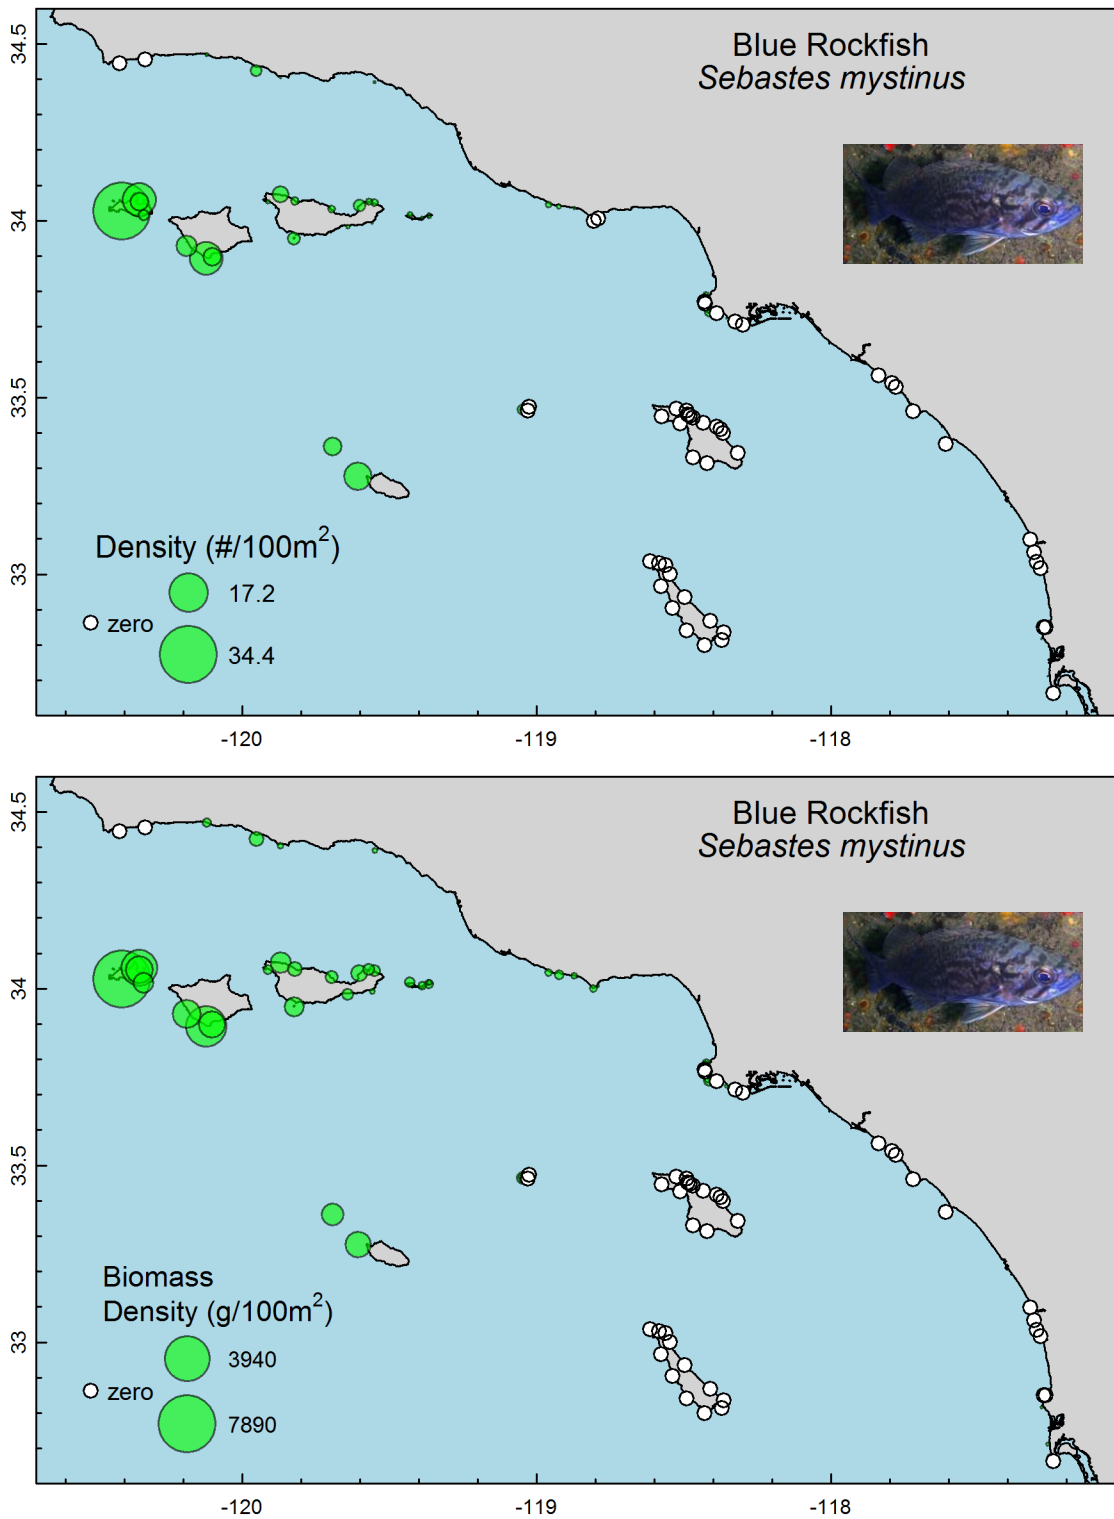 Blue Rockfish
Sebastes mystinus
34.5
34
33.5
33
Density (#/100m²)
17.2
zero
34.4
-120
-119
-118
Blue Rockfish
Sebastes mystinus
34.5
34
33.5
33
Biomass
Density (g/100m²)
3940
zero
7890
-120
-119
-118